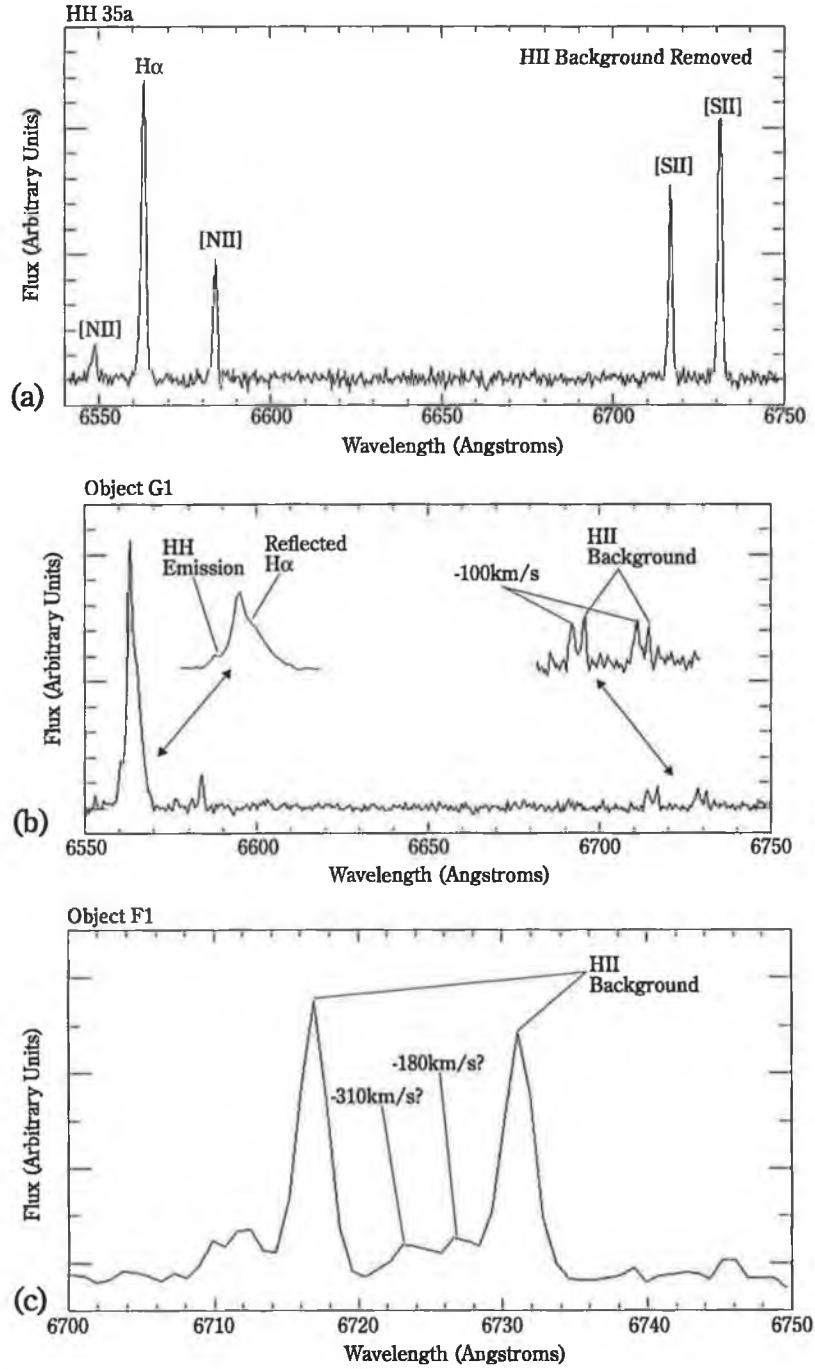 HH 35a
HII Background Removed
Hα
[SII]
[SII]
[NII]
[NII]
Flux (Arbitrary Units)
(a)
6550 6600 6650 6700 6750
Wavelength (Angstroms)
Object G1
HH
Emission
Reflected
Hα
HII
Background
-100km/s
Flux (Arbitrary Units)
(b)
6550 6600 6650 6700 6750
Wavelength (Angstroms)
Object F1
HII
Background
-180km/s?
-310km/s?
Flux (Arbitrary Units)
(c)
6700 6710 6720 6730 6740 6750
Wavelength (Angstroms)